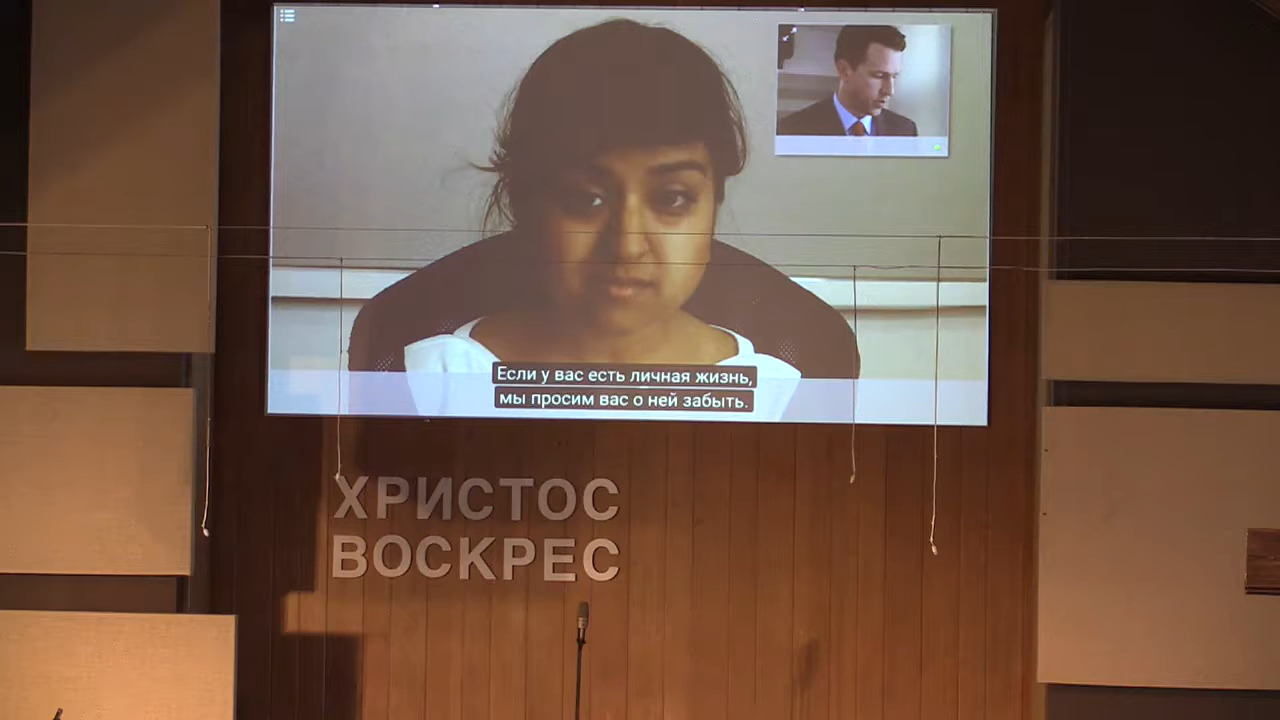 Если у вас есть личная жизнь,
мы просим вас о ней забыть.
ХРИСТОС
ВОСКРЕС